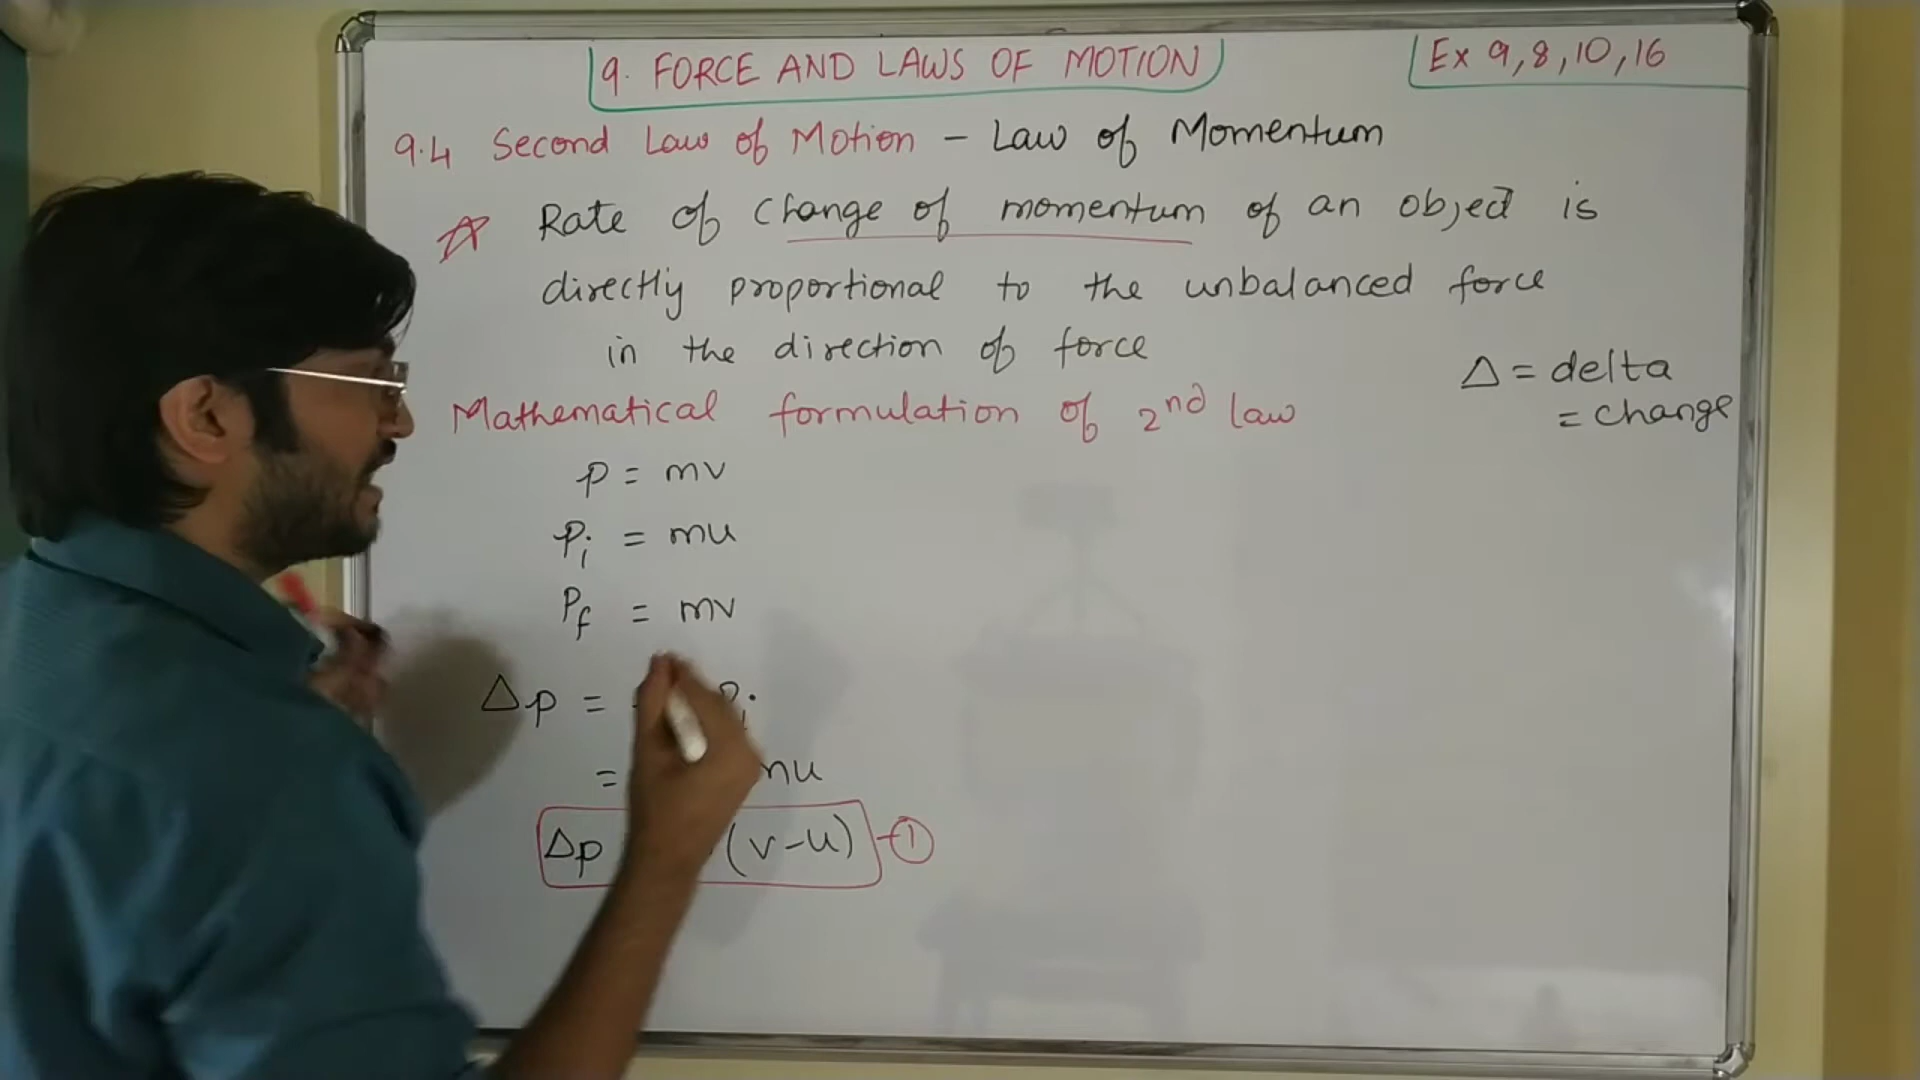 9. FORCE AND LAWS OF MOTION
Ex 9,8,10,16
9.4 Second Law of Motion - Law of Momentum
Rate of change of momentum of an object is
directly proportional to the unbalanced force
in the direction of force
Δ = delta
= change
Mathematical formulation of 2nd law
p = mv
Pi = mu
Pf = mv
Δp = Pi
= mu
Δp (v-u) - 1